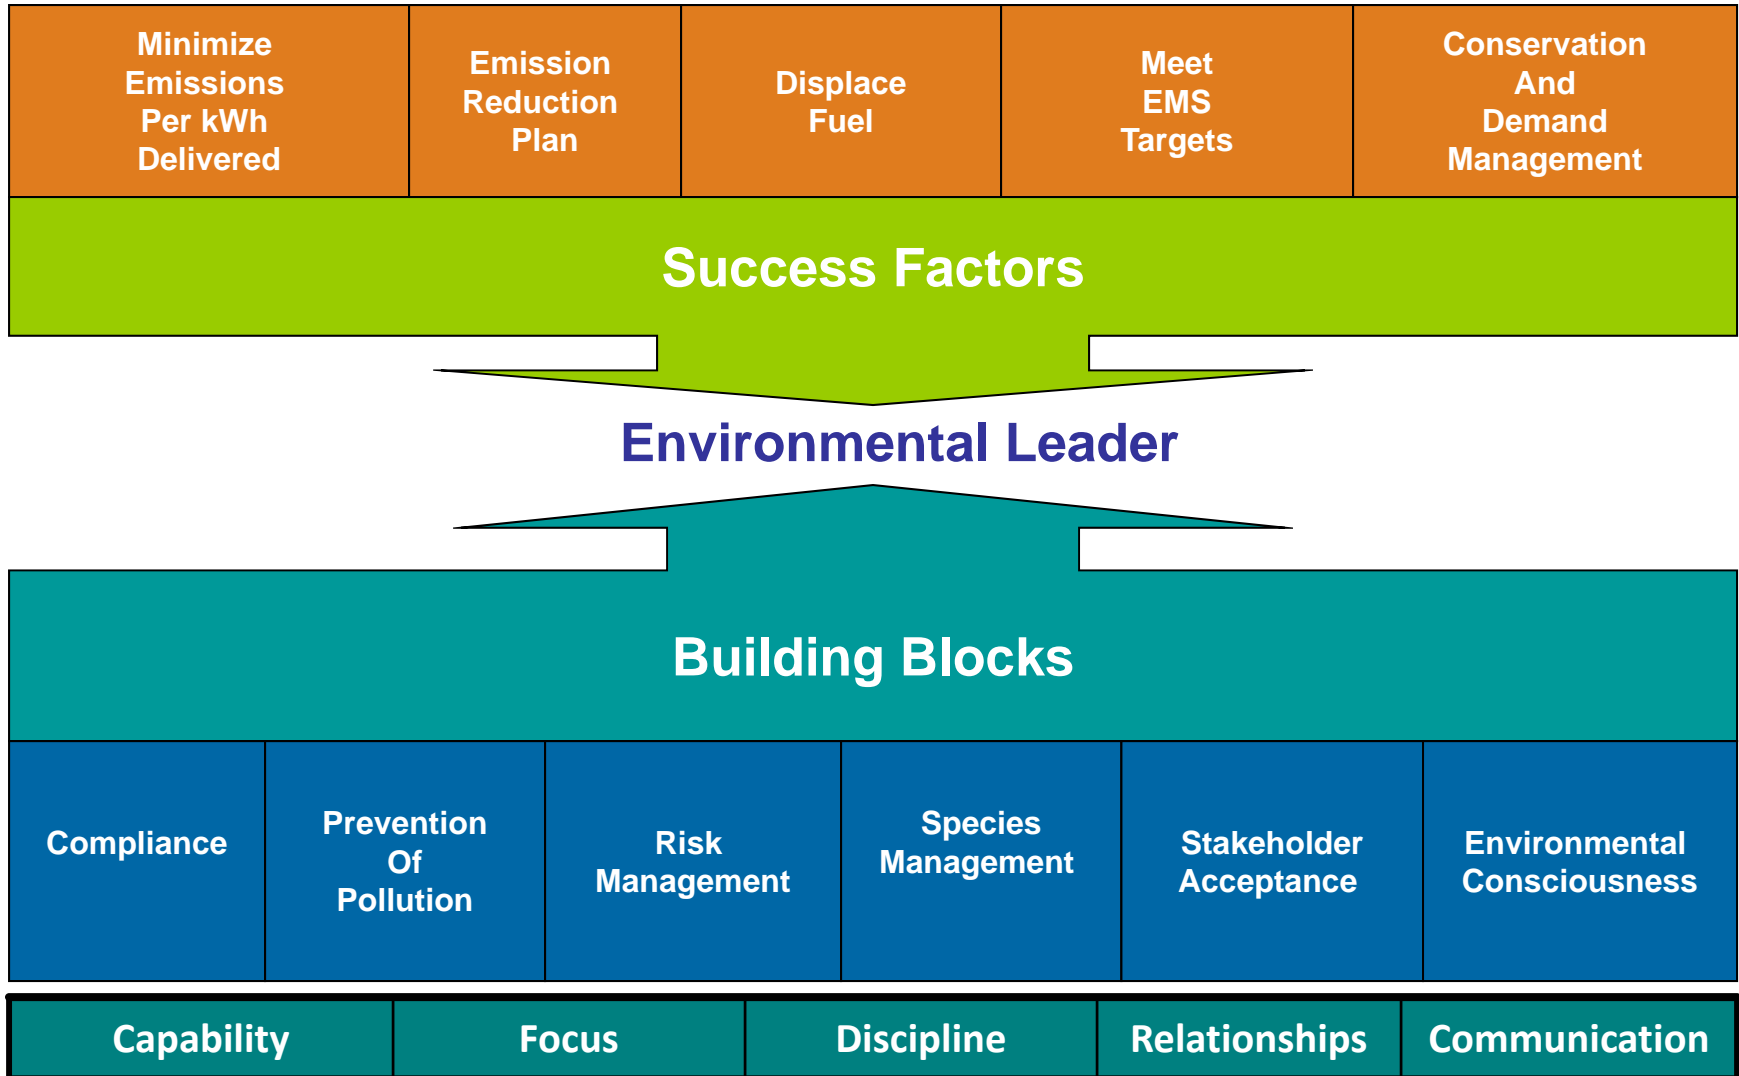 Minimize
Emissions
Per kWh
Delivered
Emission
Reduction
Plan
Displace
Fuel
Meet
EMS
Targets
Conservation
And
Demand
Management
Success Factors
Environmental Leader
Building Blocks
Compliance
Prevention
Of
Pollution
Risk
Management
Species
Management
Stakeholder
Acceptance
Environmental
Consciousness
Capability
Focus
Discipline
Relationships
Communication